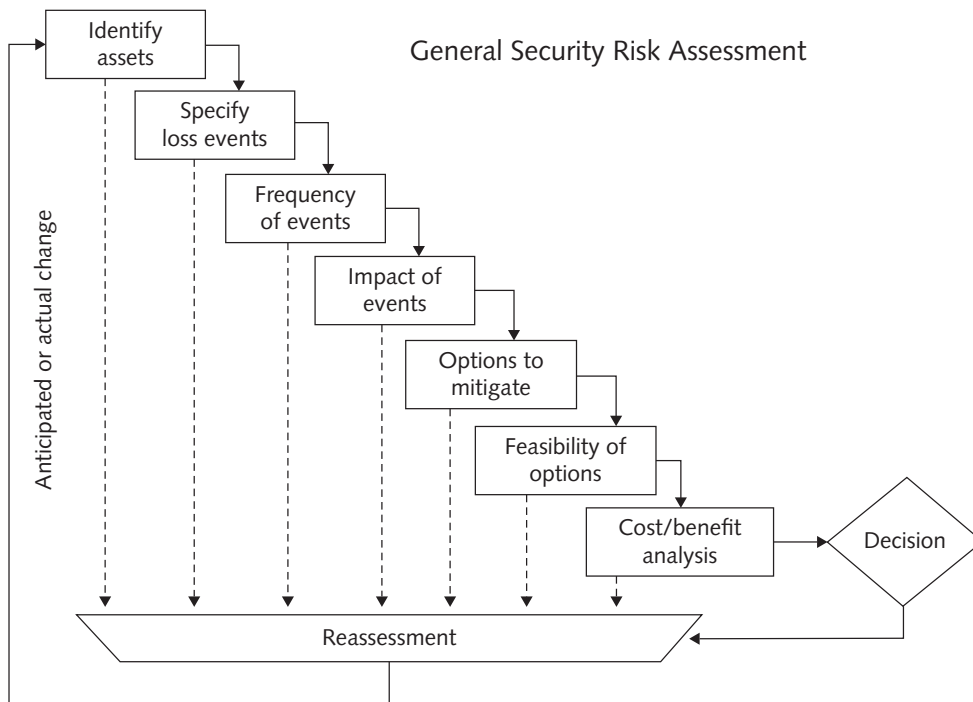 Identify
assets
General Security Risk Assessment
Specify
loss events
Frequency
of events
Impact of
events
Options to
mitigate
Feasibility of
options
Cost/benefit
analysis
Decision
Anticipated or actual change
Reassessment